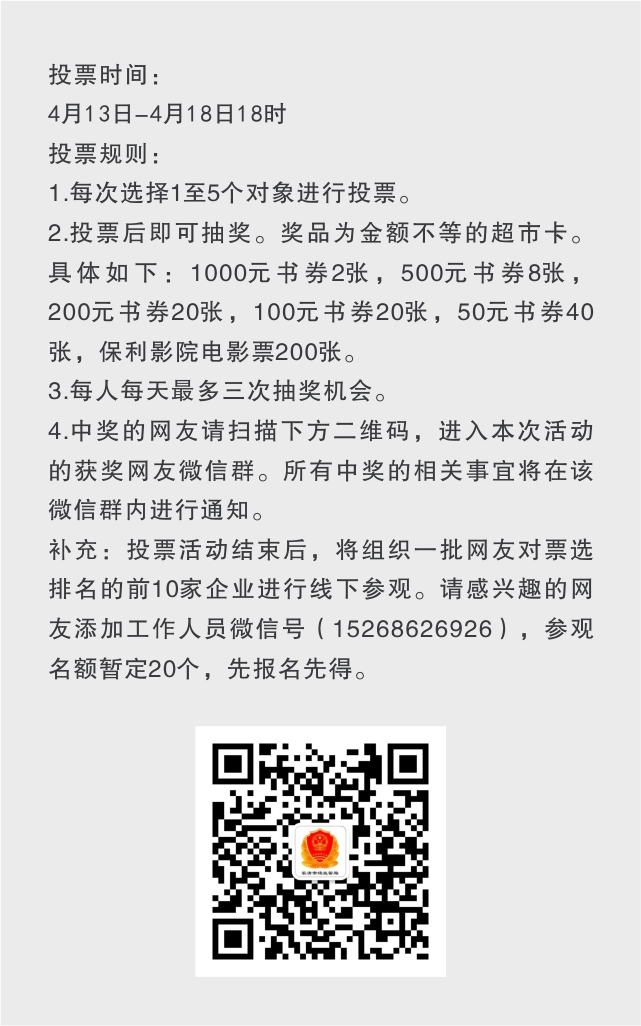 投票时间：
4月13日–4月18日18时
投票规则：
1.每次选择1至5个对象进行投票。
2.投票后即可抽奖。奖品为金额不等的超市卡。
具体如下：1000元书券2张，500元书券8张，
200元书券20张，100元书券20张，50元书券40
张，保利影院电影票200张。
3.每人每天最多三次抽奖机会。
4.中奖的网友请扫描下方二维码，进入本次活动
的获奖网友微信群。所有中奖的相关事宜将在该
微信群内进行通知。
补充：投票活动结束后，将组织一批网友对票选
排名的前10家企业进行线下参观。请感兴趣的网
友添加工作人员微信号（15268626926），参观
名额暂定20个，先报名先得。